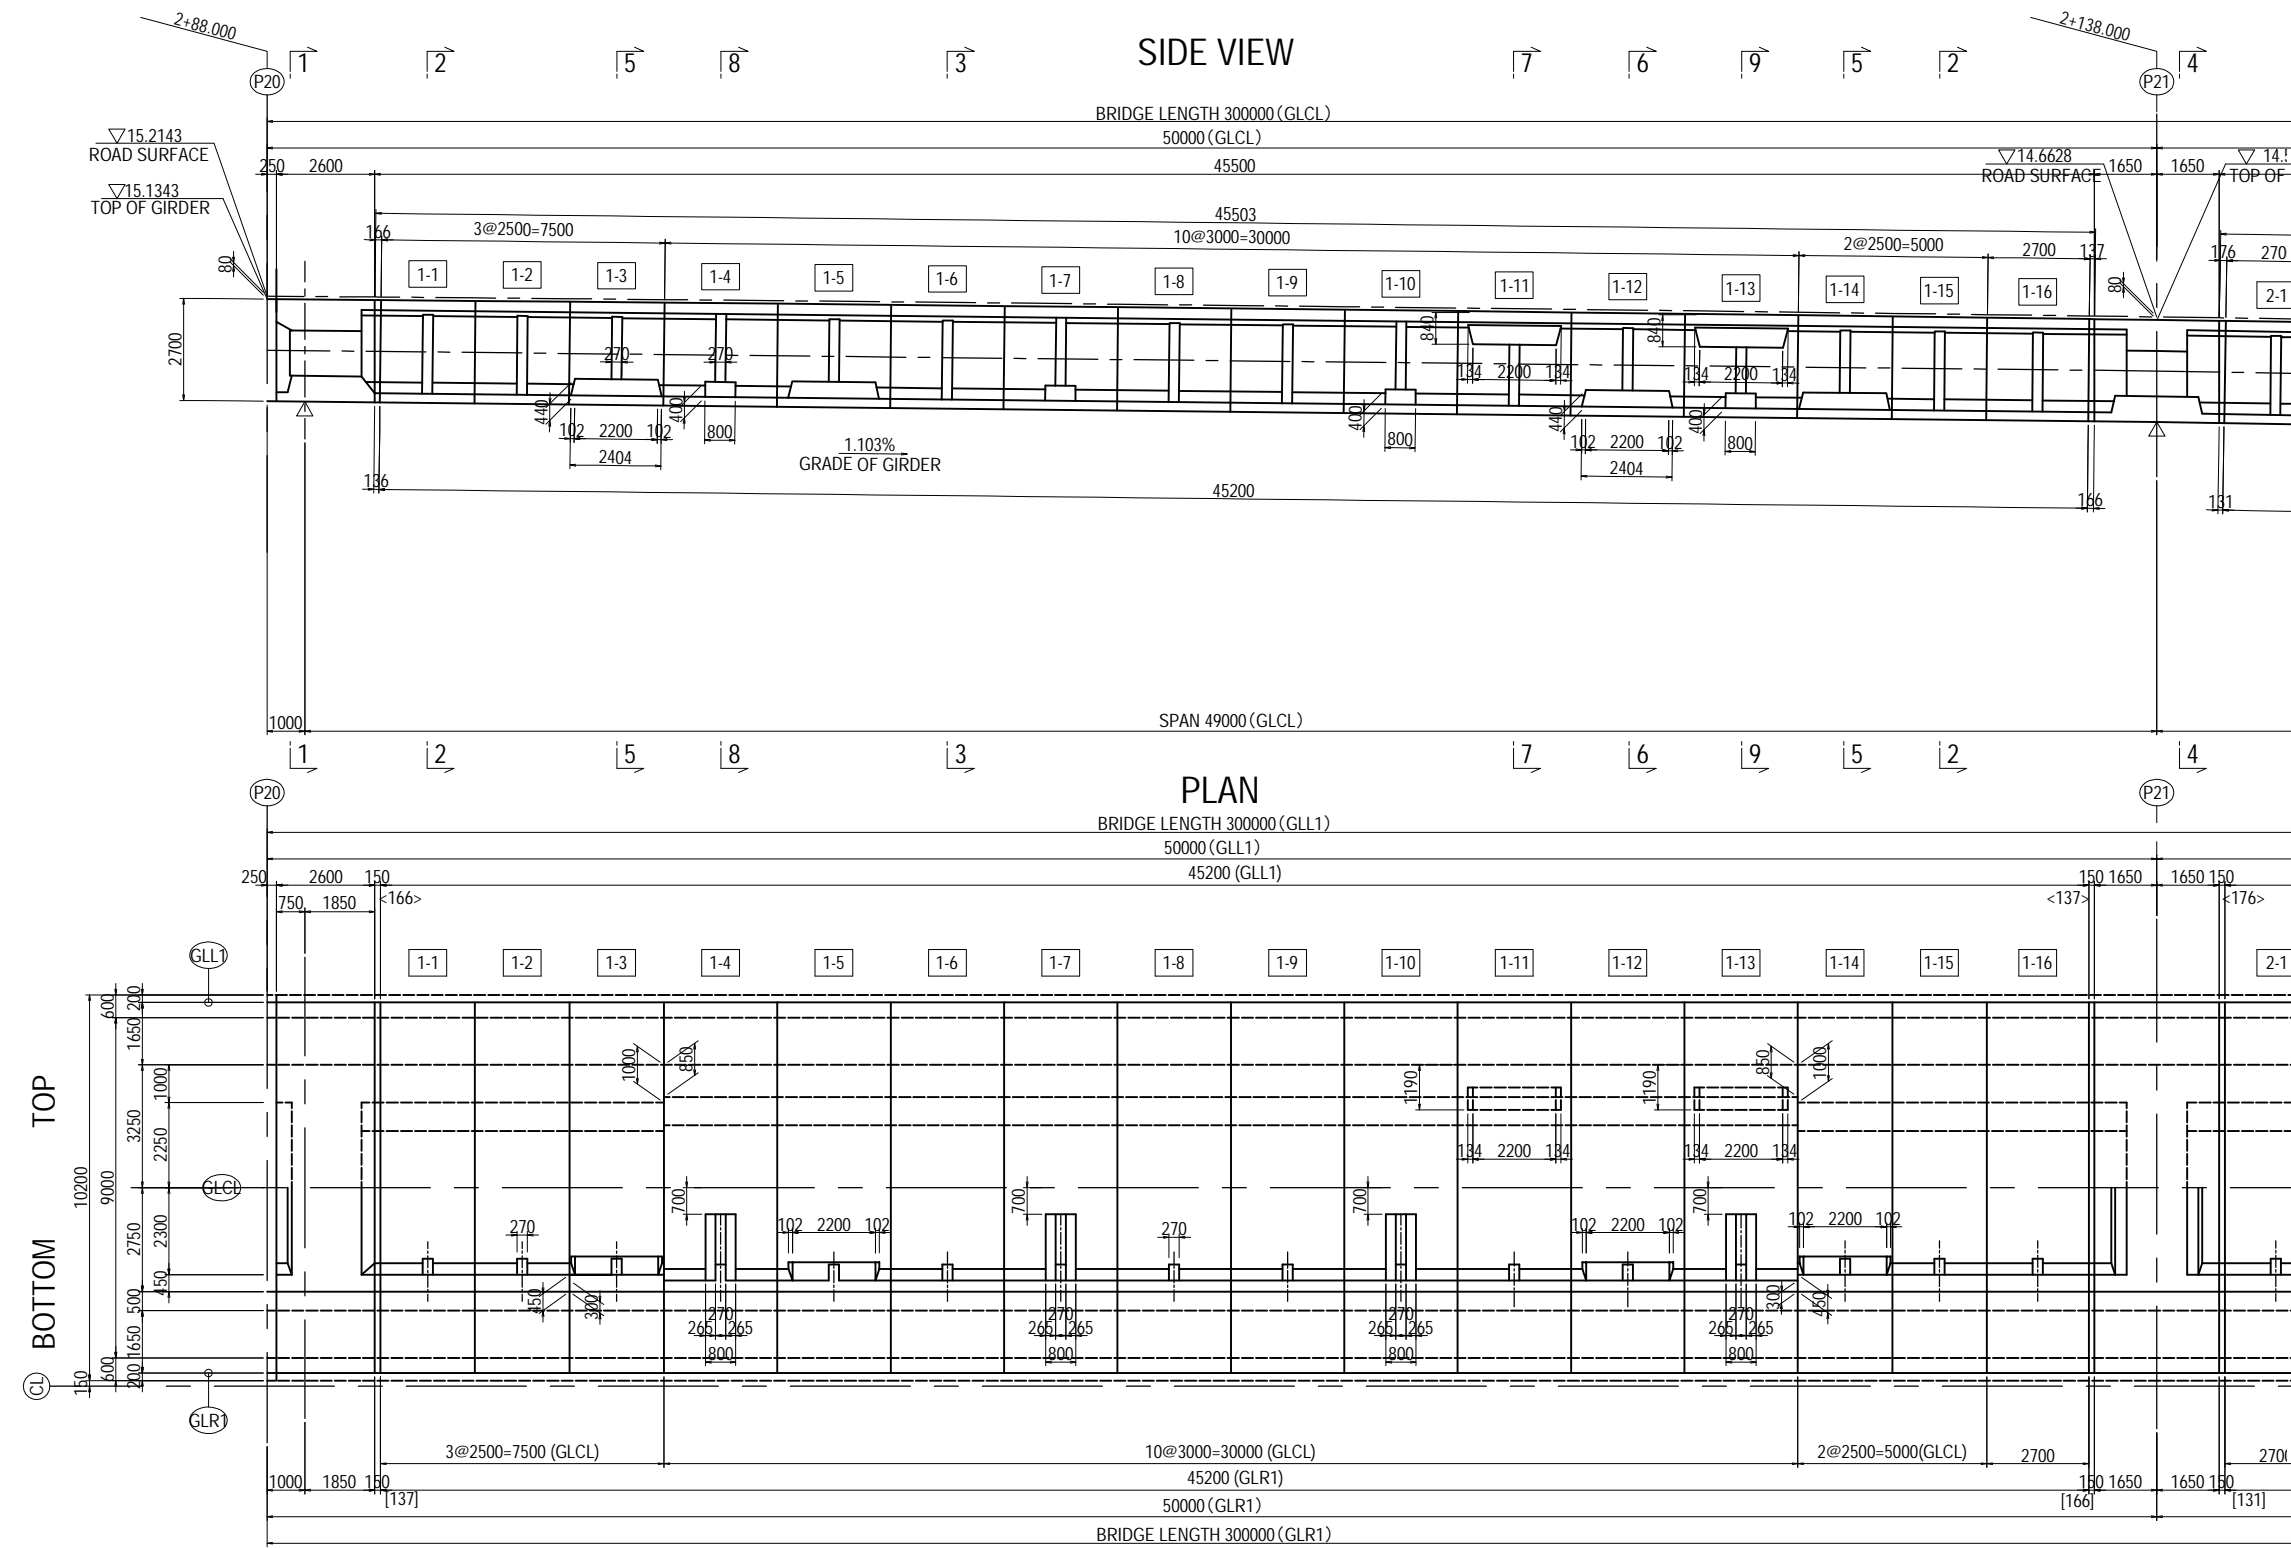 2+88.000
2+138.000
1 2 5 8 3 SIDE VIEW 7 6 9 5 2 4
P20 P21
BRIDGE LENGTH 300000(GLCL)
50000(GLCL)
▽15.2143
ROAD SURFACE
250 2600 45500
▽14.6628
ROAD SURFACE
1650 1650
TOP OF
▽15.1343
TOP OF GIRDER
45503
166 3@2500=7500 10@3000=30000 2@2500=5000 2700 137 176 270
80 80
1-1 1-2 1-3 1-4 1-5 1-6 1-7 1-8 1-9 1-10 1-11 1-12 1-13 1-14 1-15 1-16 2-1
2700
840 840
270 270
134 2200 134 134 2200 134
440 400 400 440 400
102 2200 102 800 800 102 2200 102 800
2404 2404
1.103%
GRADE OF GIRDER
136 45200 166 131
1000 SPAN 49000(GLCL)
1 2 5 8 3 7 6 9 5 2 4
PLAN
P20 P21
BRIDGE LENGTH 300000(GLL1)
50000(GLL1)
250 2600 150 45200 (GLL1) 150 1650 1650 150
750 1850 <166> <137> <176>
GLL1
1-1 1-2 1-3 1-4 1-5 1-6 1-7 1-8 1-9 1-10 1-11 1-12 1-13 1-14 1-15 1-16 2-1
600 200
1650
1000 850 850 1000
1190 1190
TOP
1000
3250
2250
134 2200 134 134 2200 134
10200
9000
GLCL
700 700 700 700
BOTTOM
2750
2300
270 102 2200 102 270 102 2200 102 102 2200 102
450
500
450 300 300 450
270 270 270 270
265 265 265 265 265 265 265 265
800 800 800 800
1650
600
200
150
CL
GLR1
3@2500=7500 (GLCL) 10@3000=30000 (GLCL) 2@2500=5000(GLCL) 2700
1000 1850 150 45200 (GLR1) 150 1650 1650 150
[137] [166] [131]
50000(GLR1)
BRIDGE LENGTH 300000(GLR1)